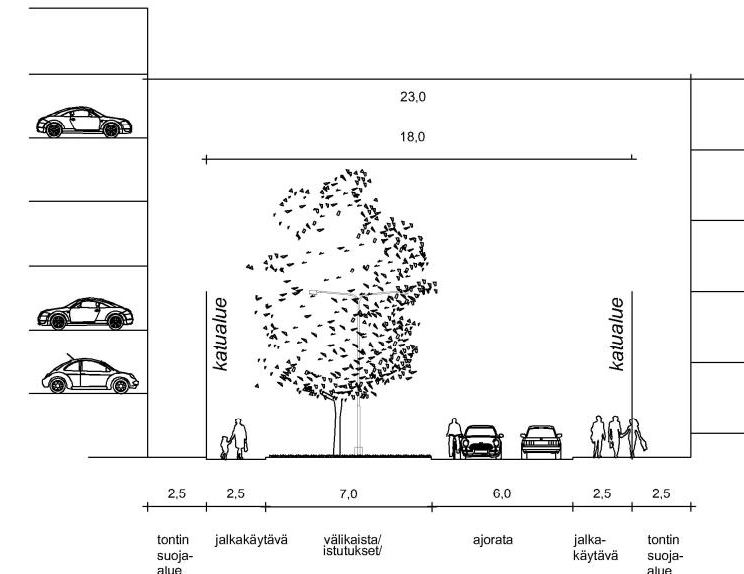 23,0
18,0
katualue
katualue
2,5
2,5
7,0
6,0
2,5
2,5
tontin
suoja-
alue
jalkakäytävä
välikaista/
istutukset/
ajorata
jalka-
käytävä
tontin
suoja-
alue